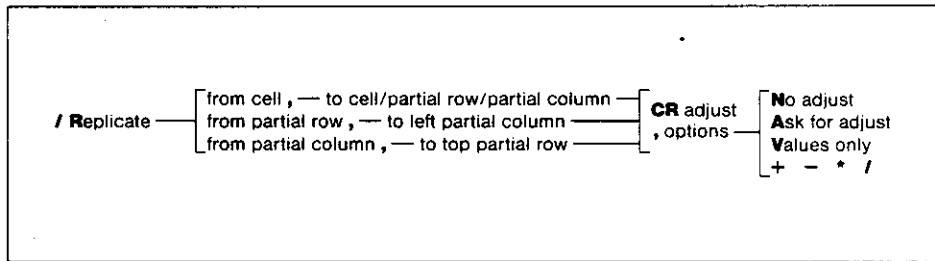 from cell , — to cell/partial row/partial column — CR adjust No adjust
/ Replicate — from partial row , — to left partial column — , options — Ask for adjust
from partial column , — to top partial row — Values only
+ - * /